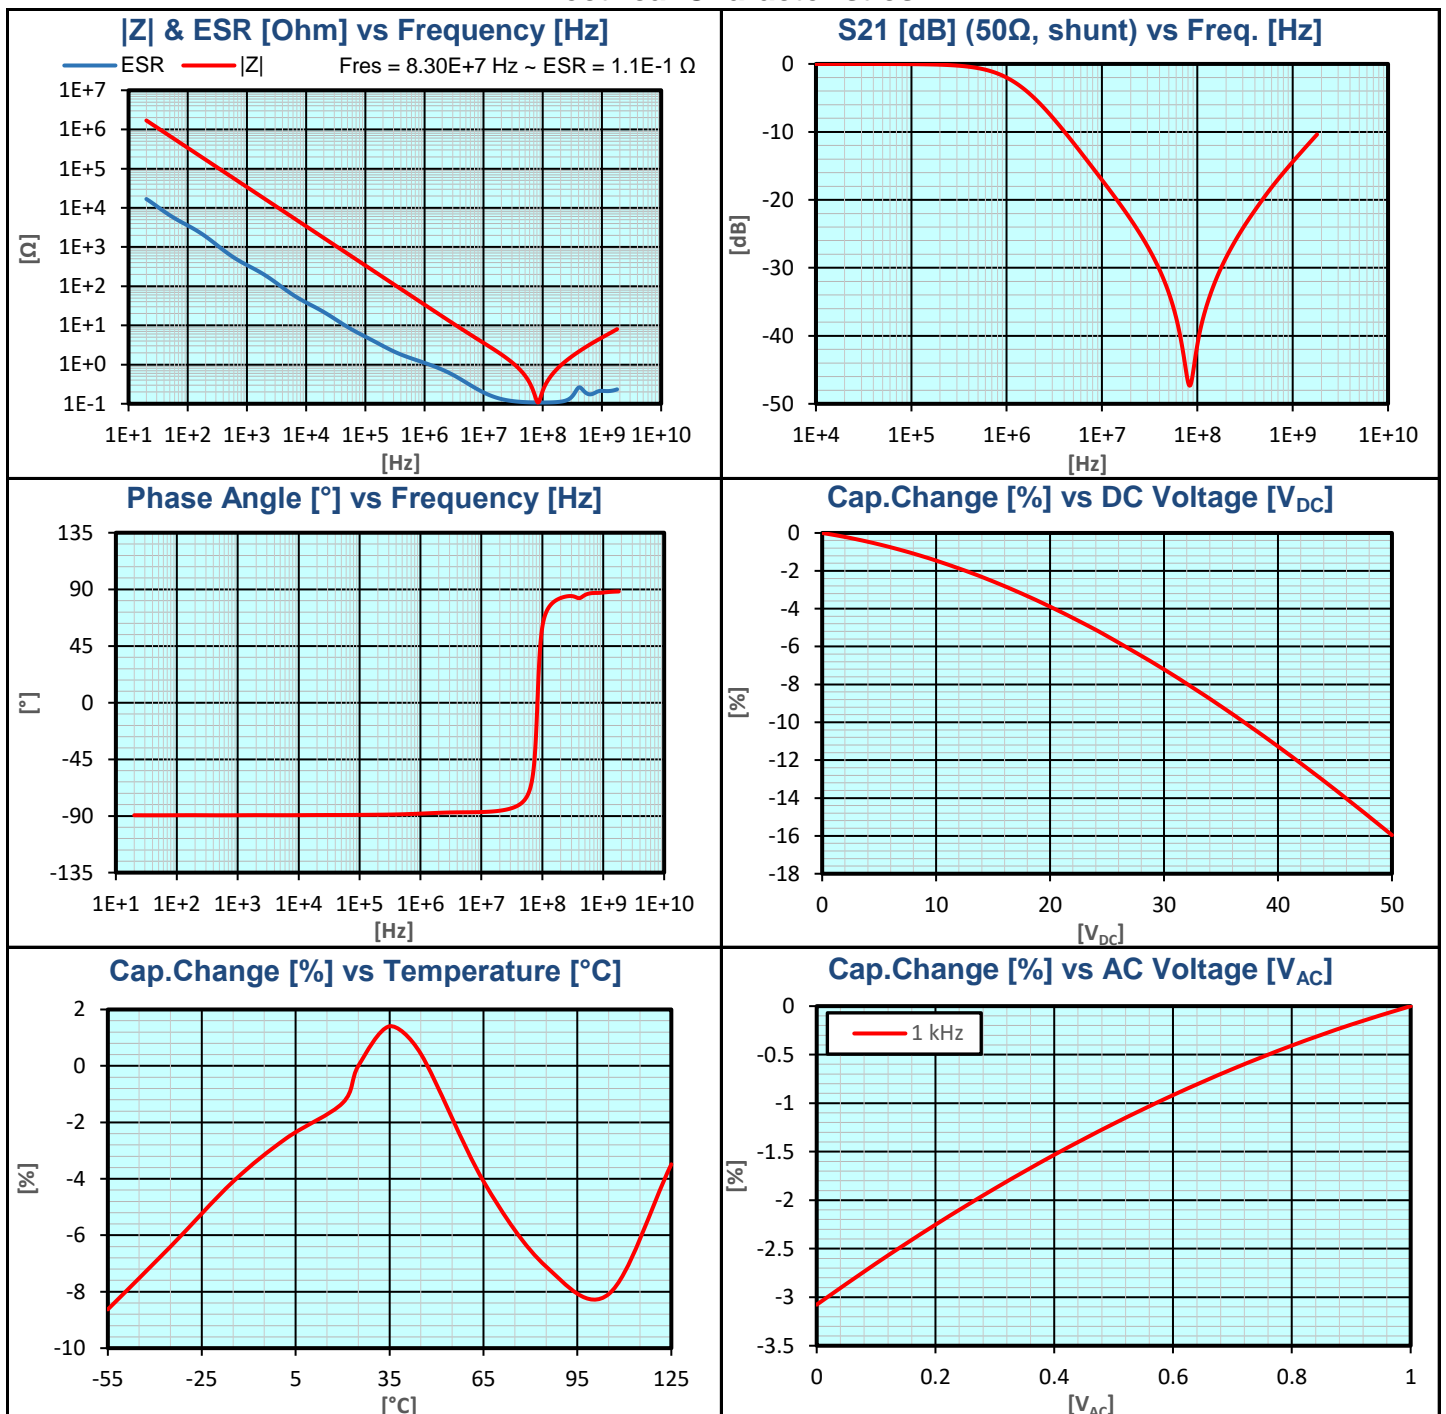 |Z| & ESR [Ohm] vs Frequency [Hz]
ESR |Z| Fres = 8.30E+7 Hz ~ ESR = 1.1E-1 Ω
1E+7
1E+6
1E+5
1E+4
1E+3
1E+2
1E+1
1E+0
1E-1
[Ω]
1E+1 1E+2 1E+3 1E+4 1E+5 1E+6 1E+7 1E+8 1E+9 1E+10
[Hz]
S21 [dB] (50Ω, shunt) vs Freq. [Hz]
0
-10
-20
-30
-40
-50
[dB]
1E+4 1E+5 1E+6 1E+7 1E+8 1E+9 1E+10
[Hz]
Phase Angle [°] vs Frequency [Hz]
135
90
45
0
-45
-90
-135
[°]
1E+1 1E+2 1E+3 1E+4 1E+5 1E+6 1E+7 1E+8 1E+9 1E+10
[Hz]
Cap.Change [%] vs DC Voltage [VDC]
0
-2
-4
-6
-8
-10
-12
-14
-16
-18
[%]
0 10 20 30 40 50
[VDC]
Cap.Change [%] vs Temperature [°C]
2
0
-2
-4
-6
-8
-10
[%]
-55 -25 5 35 65 95 125
[°C]
Cap.Change [%] vs AC Voltage [VAC]
1 kHz
0
-0.5
-1
-1.5
-2
-2.5
-3
-3.5
[%]
0 0.2 0.4 0.6 0.8 1
[VAC]